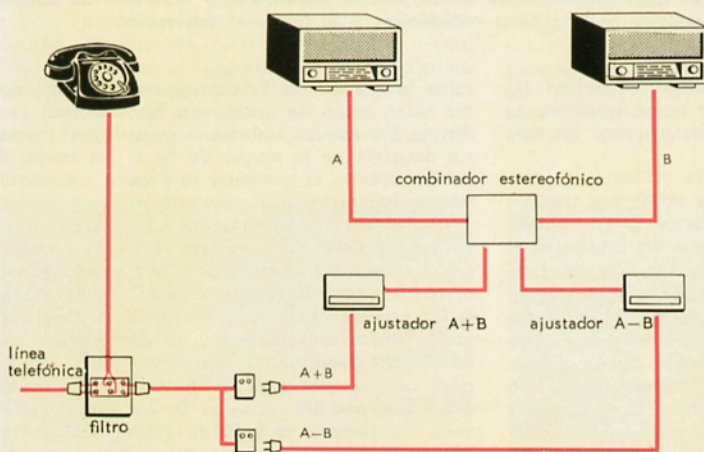 A
B
combinador estereofónico
ajustador A+B
ajustador A—B
línea
telefónica
filtro
A+B
A—B